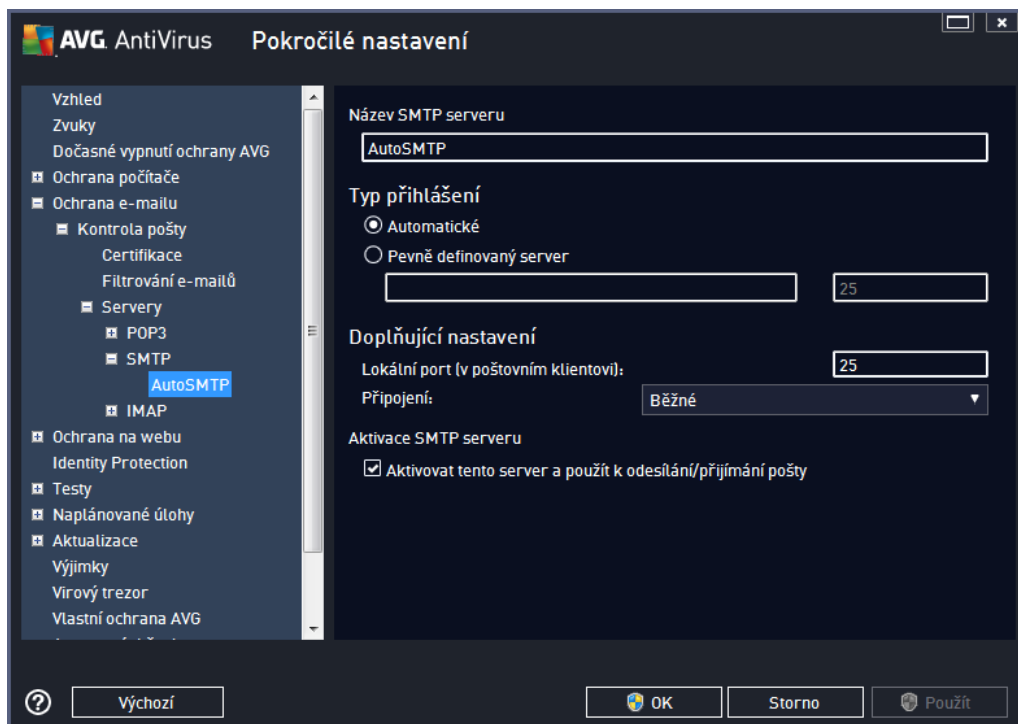 AVG AntiVirus Pokročilé nastavení
Vzhled
Zvuky
Dočasné vypnutí ochrany AVG
Ochrana počítače
Ochrana e-mailu
Kontrola pošty
Certifikace
Filtrování e-mailů
Servery
POP3
SMTP
AutoSMTP
IMAP
Ochrana na webu
Identity Protection
Testy
Naplánované úlohy
Aktualizace
Výjimky
Virový trezor
Vlastní ochrana AVG
Název SMTP serveru
AutoSMTP
Typ přihlášení
Automatické
Pevně definovaný server
25
Doplňující nastavení
Lokální port (v poštovním klientovi): 25
Připojení: Běžné
Aktivace SMTP serveru
Aktivovat tento server a použít k odesílání/přijímání pošty
Výchozí OK Storno Použít